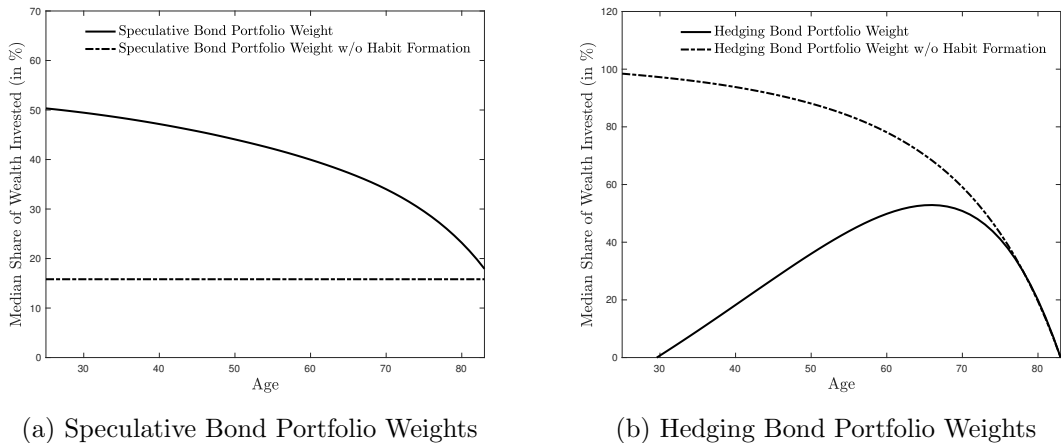 Speculative Bond Portfolio Weight
Speculative Bond Portfolio Weight w/o Habit Formation
Median Share of Wealth Invested (in %)
70
60
50
40
30
20
10
0
30 40 50 60 70 80
Age
(a) Speculative Bond Portfolio Weights
Hedging Bond Portfolio Weight
Hedging Bond Portfolio Weight w/o Habit Formation
Median Share of Wealth Invested (in %)
120
100
80
60
40
20
0
30 40 50 60 70 80
Age
(b) Hedging Bond Portfolio Weights